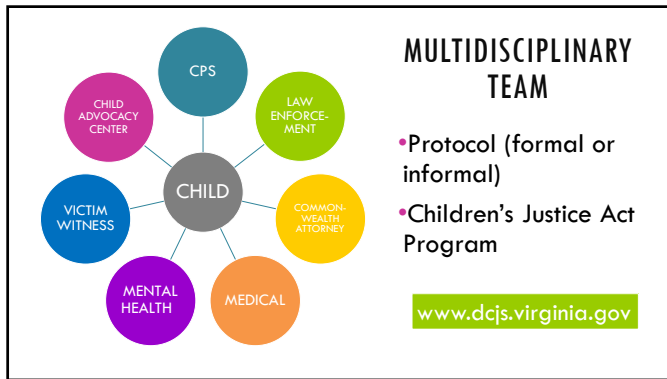 CPS
LAW
ENFORCE-
MENT
COMMON-
WEALTH
ATTORNEY
MEDICAL
MENTAL
HEALTH
VICTIM
WITNESS
CHILD
ADVOCACY
CENTER
CHILD
MULTIDISCIPLINARY
TEAM
•Protocol (formal or
informal)
•Children’s Justice Act
Program
www.dcjs.virginia.gov